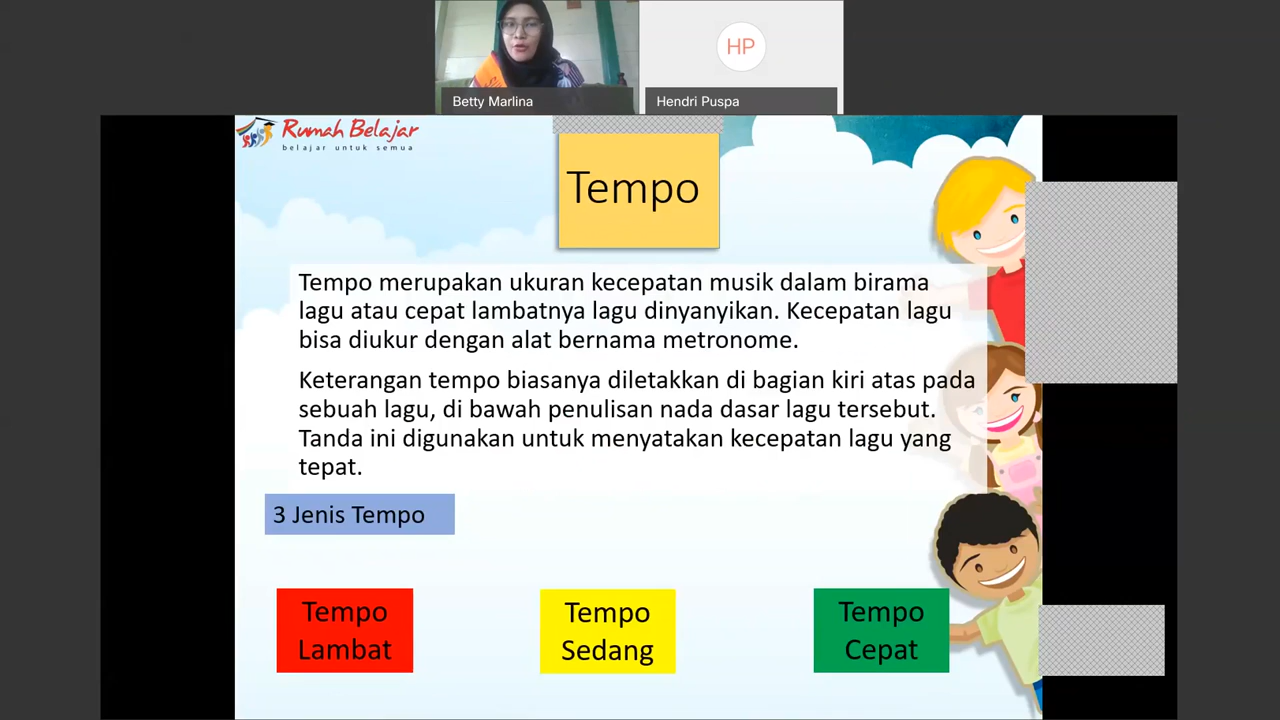 HP
Betty Marlina
Hendri Puspa
Rumah Belajar
belajar untuk semua
Tempo
Tempo merupakan ukuran kecepatan musik dalam birama
lagu atau cepat lambatnya lagu dinyanyikan. Kecepatan lagu
bisa diukur dengan alat bernama metronome.
Keterangan tempo biasanya diletakkan di bagian kiri atas pada
sebuah lagu, di bawah penulisan nada dasar lagu tersebut.
Tanda ini digunakan untuk menyatakan kecepatan lagu yang
tepat.
3 Jenis Tempo
Tempo
Lambat
Tempo
Sedang
Tempo
Cepat